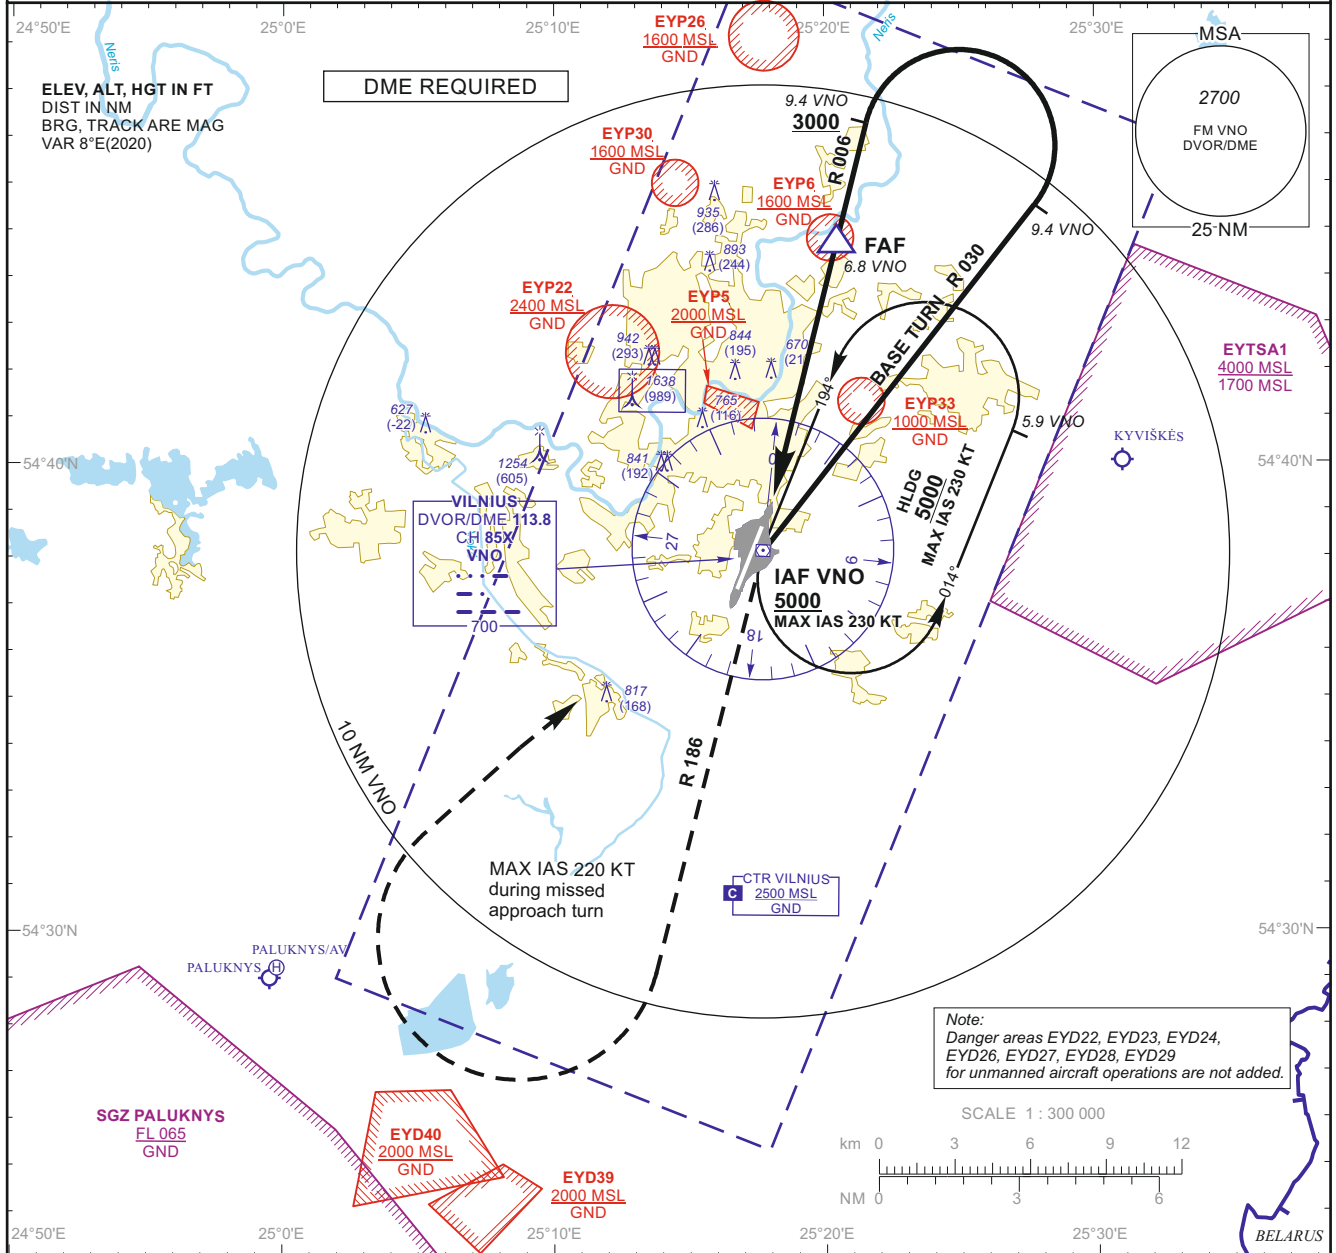 24°50'E
25°0'E
25°10'E
25°20'E
25°30'E
Neris
Neris
ELEV, ALT, HGT IN FT
DIST IN NM
BRG, TRACK ARE MAG
VAR 8°E(2020)
DME REQUIRED
EYP26
1600 MSL
GND
MSA
2700
FM VNO
DVOR/DME
25 NM
9.4 VNO
3000
R 006
EYP30
1600 MSL
GND
EYP6
1600 MSL
GND
935
(286)
893
(244)
FAF
6.8 VNO
9.4 VNO
BASE TURN R 030
EYP22
2400 MSL
GND
EYP5
2000 MSL
GND
942
(293)
844
(195)
670
(21
1638
(989)
765
(116)
194°
EYTSA1
4000 MSL
1700 MSL
EYP33
1000 MSL
GND
5.9 VNO
KYVIŠKĖS
627
(-22)
54°40'N
54°40'N
1254
(605)
841
(192)
0
HLDG
5000
MAX IAS 230 KT
014°
VILNIUS
DVOR/DME 113.8
CH 85X
VNO
700
27
9
18
IAF VNO
5000
MAX IAS 230 KT
817
(168)
10 NM VNO
R 186
MAX IAS 220 KT
during missed
approach turn
C
CTR VILNIUS
2500 MSL
GND
54°30'N
54°30'N
PALUKNYS/AV
PALUKNYS
H
Note:
Danger areas EYD22, EYD23, EYD24,
EYD26, EYD27, EYD28, EYD29
for unmanned aircraft operations are not added.
SGZ PALUKNYS
FL 065
GND
EYD40
2000 MSL
GND
EYD39
2000 MSL
GND
SCALE 1 : 300 000
km 0 3 6 9 12
NM 0 3 6
24°50'E
25°0'E
25°10'E
25°20'E
25°30'E
BELARUS